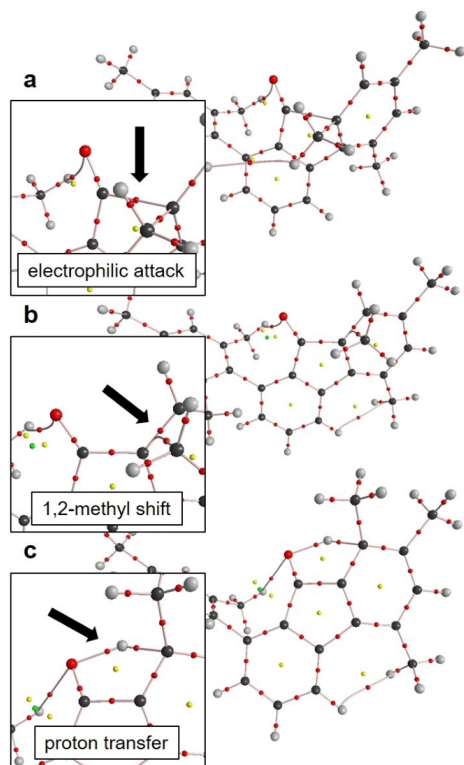 a
electrophilic attack
b
1,2-methyl shift
c
proton transfer